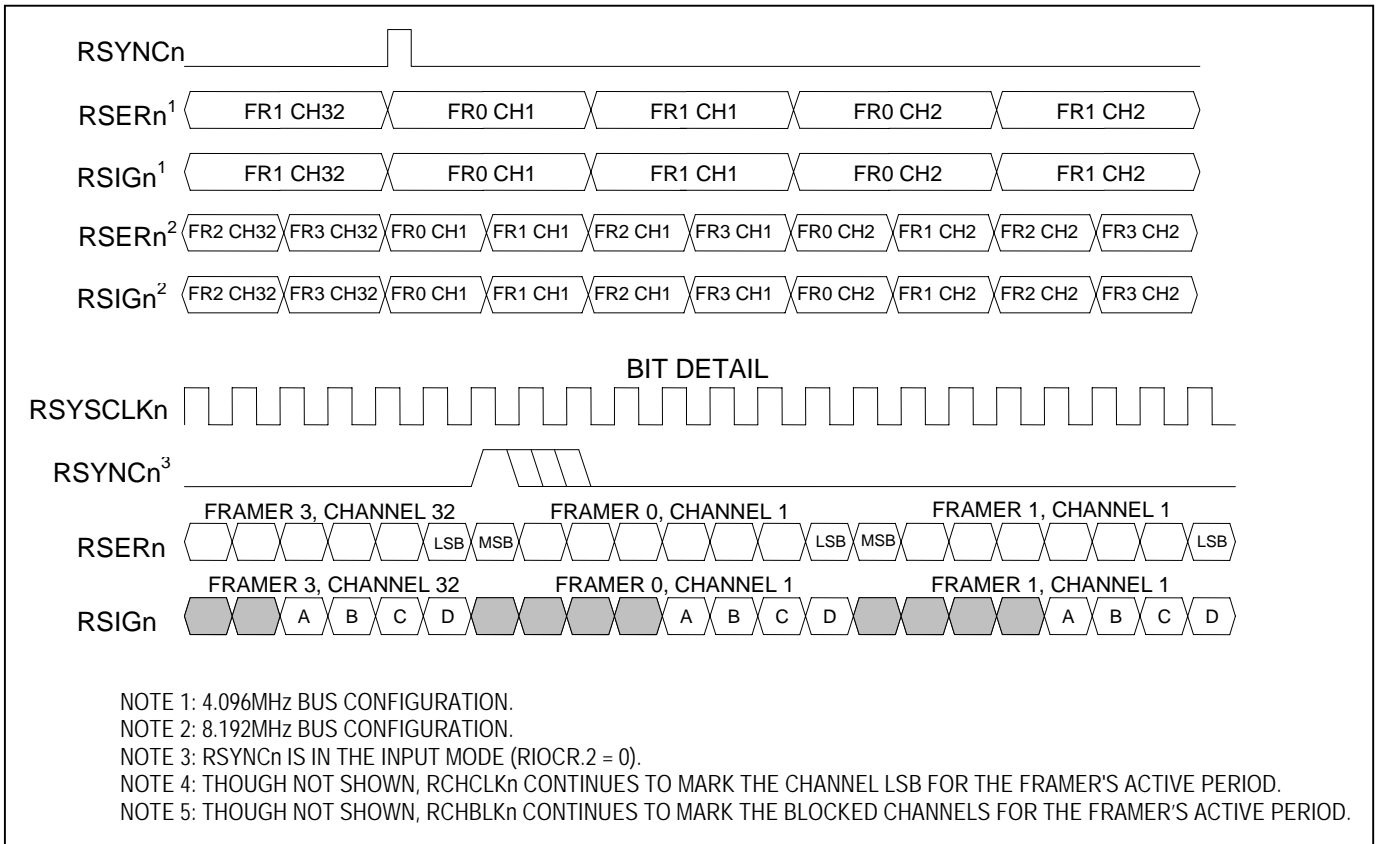 RSYNCn
RSERn¹ FR1 CH32 FR0 CH1 FR1 CH1 FR0 CH2 FR1 CH2
RSIGn¹ FR1 CH32 FR0 CH1 FR1 CH1 FR0 CH2 FR1 CH2
RSERn² FR2 CH32 FR3 CH32 FR0 CH1 FR1 CH1 FR2 CH1 FR3 CH1 FR0 CH2 FR1 CH2 FR2 CH2 FR3 CH2
RSIGn² FR2 CH32 FR3 CH32 FR0 CH1 FR1 CH1 FR2 CH1 FR3 CH1 FR0 CH2 FR1 CH2 FR2 CH2 FR3 CH2
BIT DETAIL
RSYSCLKn
RSYNCn³
FRAMER 3, CHANNEL 32 FRAMER 0, CHANNEL 1 FRAMER 1, CHANNEL 1
RSERn LSB MSB LSB MSB LSB
FRAMER 3, CHANNEL 32 FRAMER 0, CHANNEL 1 FRAMER 1, CHANNEL 1
RSIGn A B C D A B C D A B C D
NOTE 1: 4.096MHz BUS CONFIGURATION.
NOTE 2: 8.192MHz BUS CONFIGURATION.
NOTE 3: RSYNCn IS IN THE INPUT MODE (RIOCR.2 = 0).
NOTE 4: THOUGH NOT SHOWN, RCHCLKn CONTINUES TO MARK THE CHANNEL LSB FOR THE FRAMER'S ACTIVE PERIOD.
NOTE 5: THOUGH NOT SHOWN, RCHBLKn CONTINUES TO MARK THE BLOCKED CHANNELS FOR THE FRAMER’S ACTIVE PERIOD.